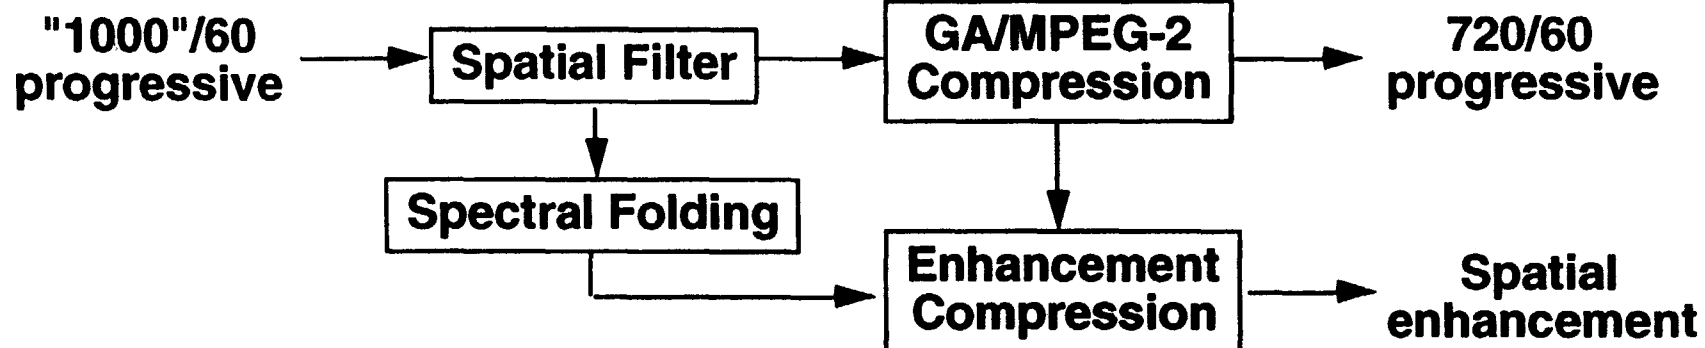 "1000"/60
progressive
Spatial Filter
GA/MPEG-2
Compression
720/60
progressive
Spectral Folding
Enhancement
Compression
Spatial
enhancement